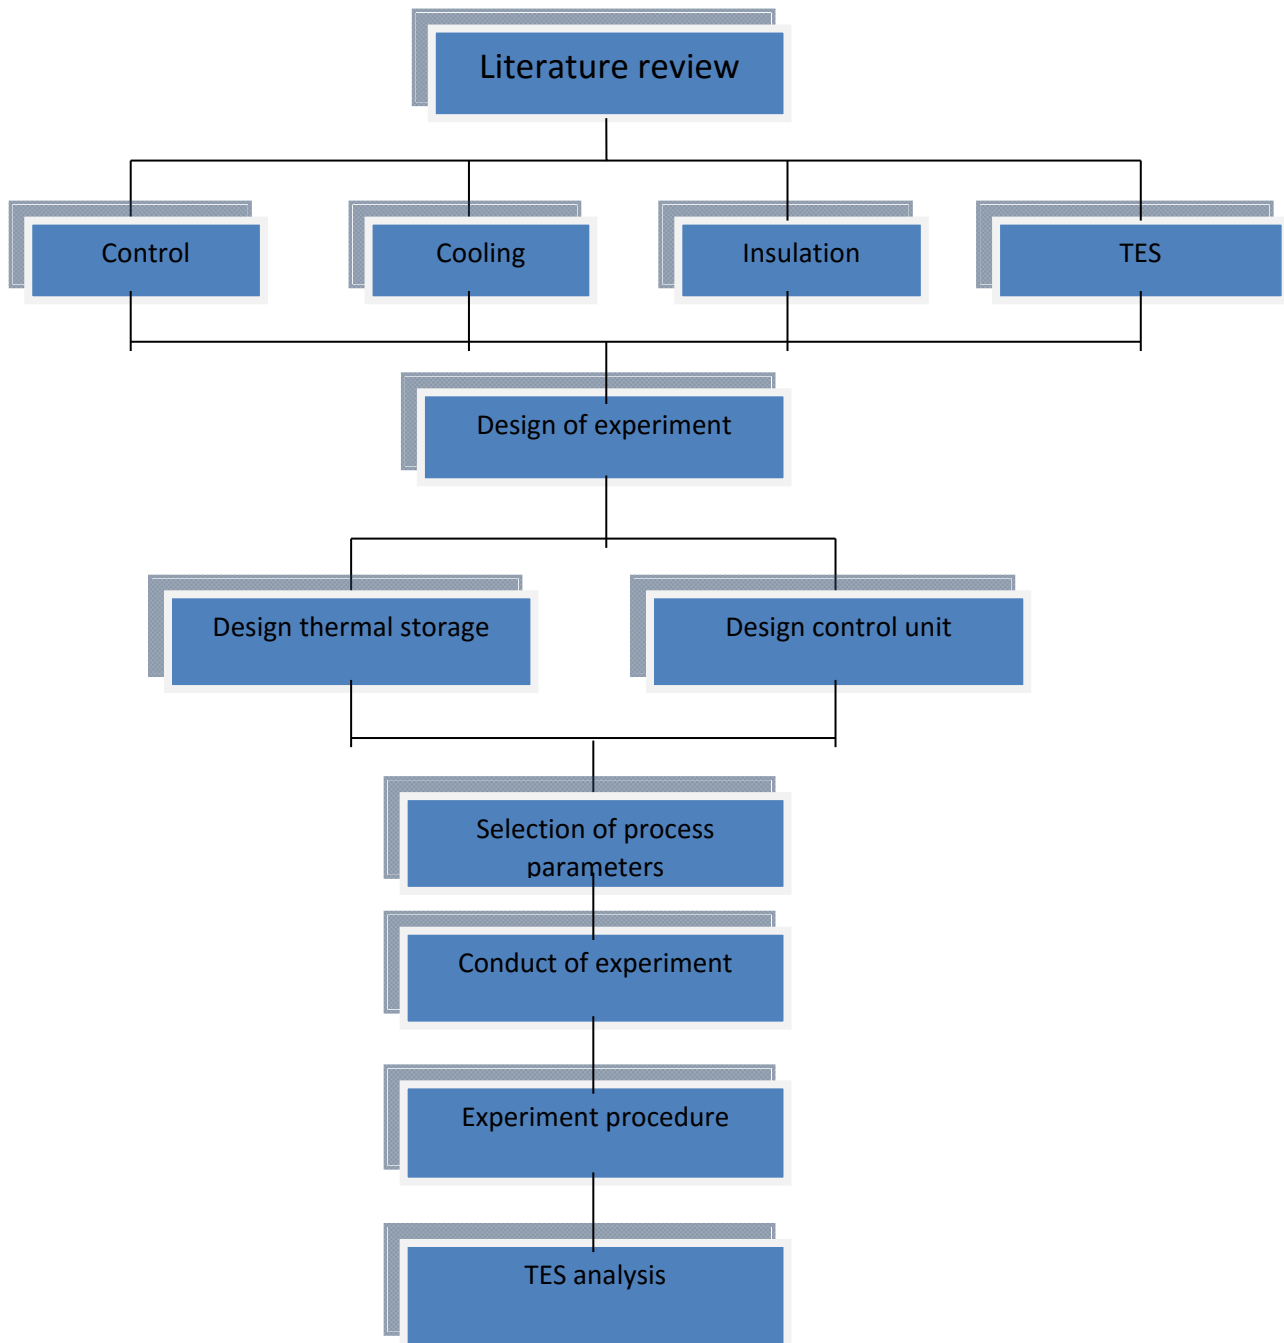 Literature review
Control
Cooling
Insulation
TES
Design of experiment
Design thermal storage
Design control unit
Selection of process
parameters
Conduct of experiment
Experiment procedure
TES analysis